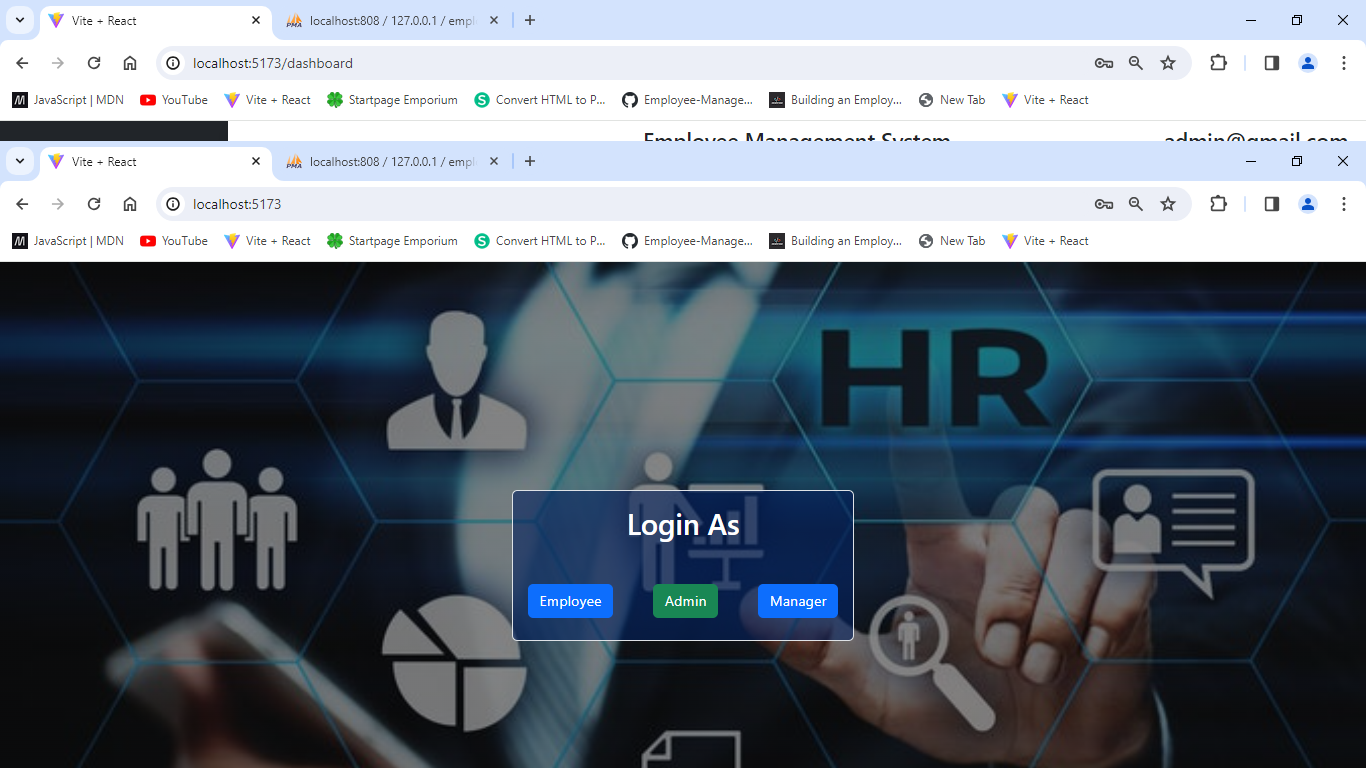 Vite + React
localhost:808 / 127.0.0.1 / empl
localhost:5173/dashboard
JavaScript | MDN YouTube Vite + React Startpage Emporium Convert HTML to P... Employee-Manage... Building an Employ... New Tab Vite + React
Employee Management System admin@gmail.com
Vite + React
localhost:808 / 127.0.0.1 / empl
localhost:5173
JavaScript | MDN YouTube Vite + React Startpage Emporium Convert HTML to P... Employee-Manage... Building an Employ... New Tab Vite + React
HR
Login As
Employee Admin Manager